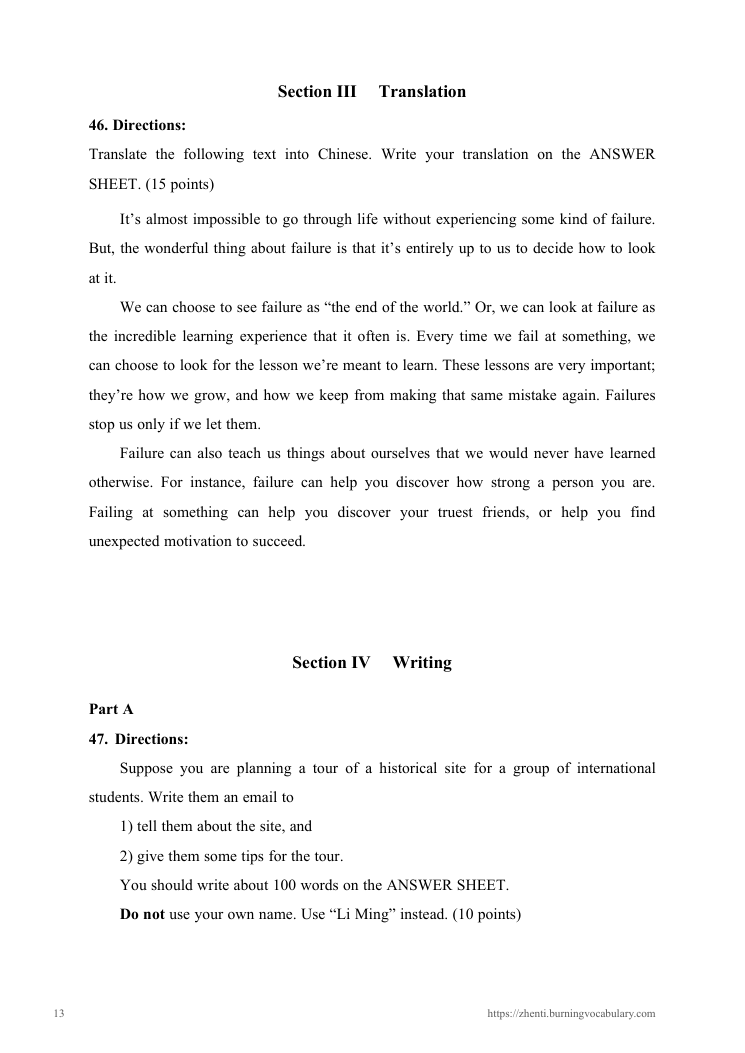 Section III Translation
46. Directions:
Translate the following text into Chinese. Write your translation on the ANSWER
SHEET. (15 points)
It’s almost impossible to go through life without experiencing some kind of failure.
But, the wonderful thing about failure is that it’s entirely up to us to decide how to look
at it.
We can choose to see failure as “the end of the world.” Or, we can look at failure as
the incredible learning experience that it often is. Every time we fail at something, we
can choose to look for the lesson we’re meant to learn. These lessons are very important;
they’re how we grow, and how we keep from making that same mistake again. Failures
stop us only if we let them.
Failure can also teach us things about ourselves that we would never have learned
otherwise. For instance, failure can help you discover how strong a person you are.
Failing at something can help you discover your truest friends, or help you find
unexpected motivation to succeed.
Section IV Writing
Part A
47. Directions:
Suppose you are planning a tour of a historical site for a group of international
students. Write them an email to
1) tell them about the site, and
2) give them some tips for the tour.
You should write about 100 words on the ANSWER SHEET.
Do not use your own name. Use “Li Ming” instead. (10 points)
13 https://zhenti.burningvocabulary.com